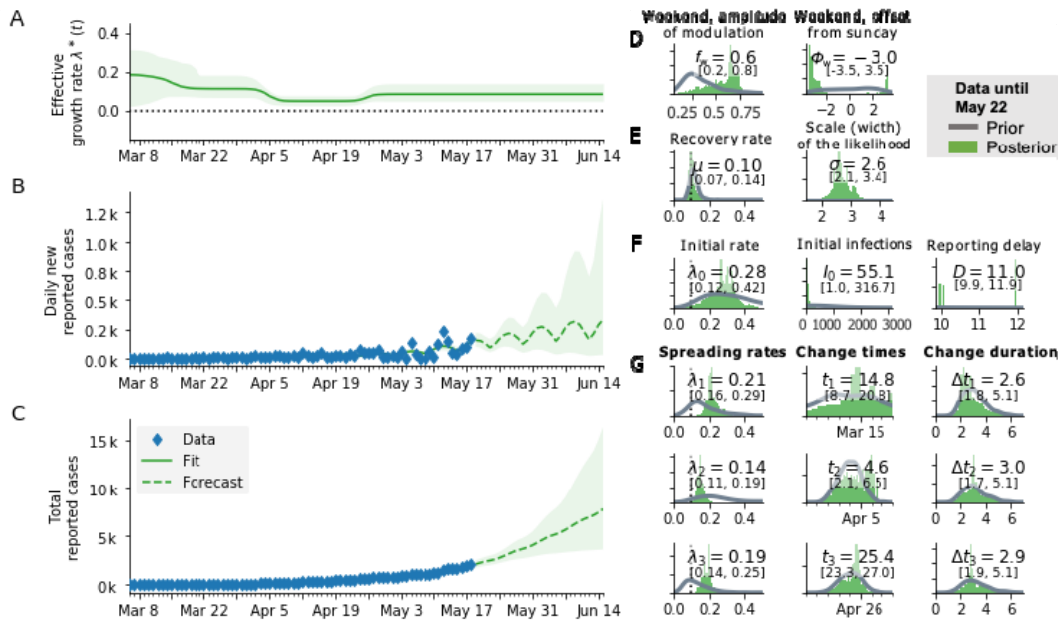 A
Effective
growth rate λ* (t)
0.4
0.2
0.0
Mar 8 Mar 22 Apr 5 Apr 19 May 3 May 17 May 31 Jun 14
B
Daily new
reported cases
1.2 k
1.0 k
0.8 k
0.5 k
0.2 k
0.0 k
Mar 8 Mar 22 Apr 5 Apr 19 May 3 May 17 May 31 Jun 14
C
Total
reported cases
15 k
10 k
5 k
0 k
Data
Fit
Forecast
Mar 8 Mar 22 Apr 5 Apr 19 May 3 May 17 May 31 Jun 14
Weekend, amplitude
of modulation
Weekend, offset
from suncay
D
f_w = 0.6
[0.2, 0.8]
0.25 0.50 0.75
Φ_w = −3.0
[-3.5, 3.5]
−2 0 2
Data until
May 22
Prior
Posterior
E
Recovery rate
μ = 0.10
[0.07, 0.14]
0.0 0.2 0.4
Scale (wicth)
of the likelihood
σ = 2.6
[2.1, 3.4]
2 3 4
F
Initial rate
λ₀ = 0.28
[0.12, 0.42]
0.0 0.2 0.4
Initial infections
I₀ = 55.1
[1.0, 316.7]
0 1000 2000 3000
Reporting delay
D = 11.0
[9.9, 11.9]
10 11 12
G
Spreading rates
Change times
Change duration
λ₁ = 0.21
[0.16, 0.29]
0.0 0.2 0.4
t₁ = 14.8
[8.7, 20.8]
Mar 15
Δt₁ = 2.6
[1.8, 5.1]
0 2 4 6
λ₂ = 0.14
[0.11, 0.19]
0.0 0.2 0.4
t₂ = 4.6
[2.1, 6.5]
Apr 5
Δt₂ = 3.0
[1.7, 5.1]
0 2 4 6
λ₃ = 0.19
[0.14, 0.25]
0.0 0.2 0.4
t₃ = 25.4
[23.3, 27.0]
Apr 26
Δt₃ = 2.9
[1.9, 5.1]
0 2 4 6